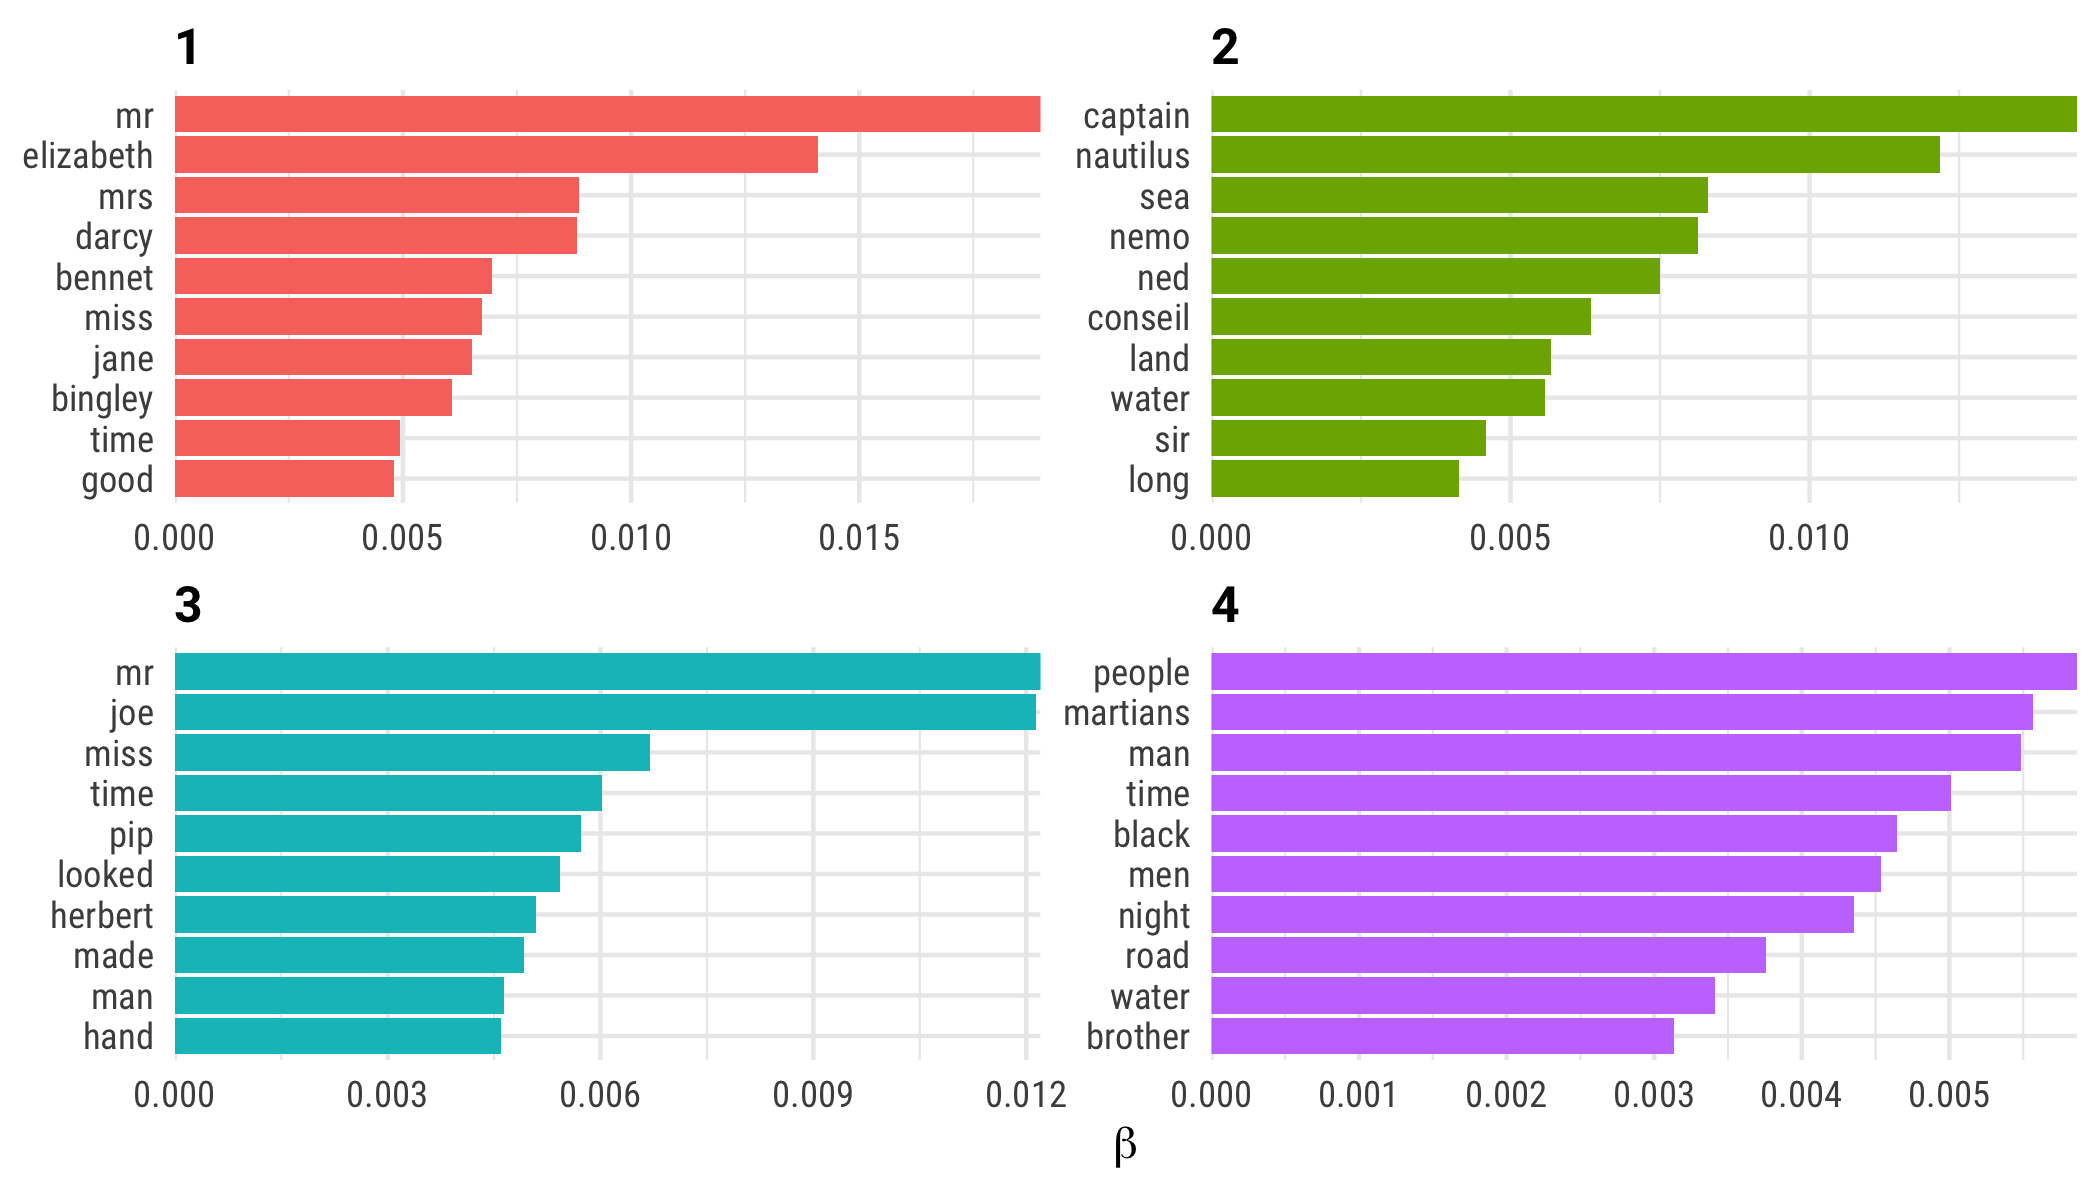 1
mr
elizabeth
mrs
darcy
bennet
miss
jane
bingley
time
good
0.000 0.005 0.010 0.015
2
captain
nautilus
sea
nemo
ned
conseil
land
water
sir
long
0.000 0.005 0.010
3
mr
joe
miss
time
pip
looked
herbert
made
man
hand
0.000 0.003 0.006 0.009 0.012
4
people
martians
man
time
black
men
night
road
water
brother
0.000 0.001 0.002 0.003 0.004 0.005
β